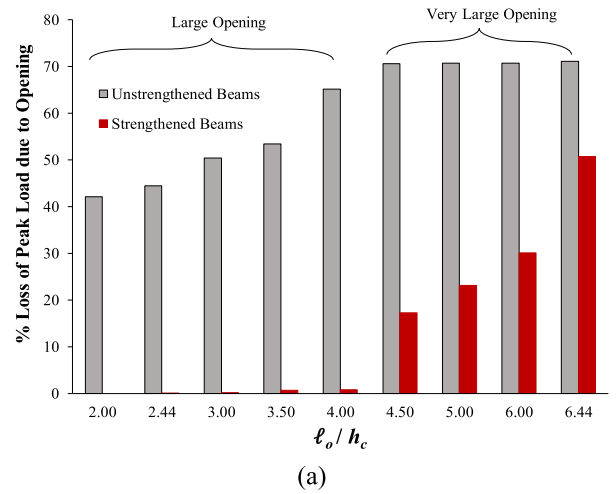 Large Opening
Very Large Opening
% Loss of Peak Load due to Opening
80
70
60
50
40
30
20
10
0
Unstrengthened Beams
Strengthened Beams
2.00 2.44 3.00 3.50 4.00 4.50 5.00 6.00 6.44
ℓo / hc
(a)